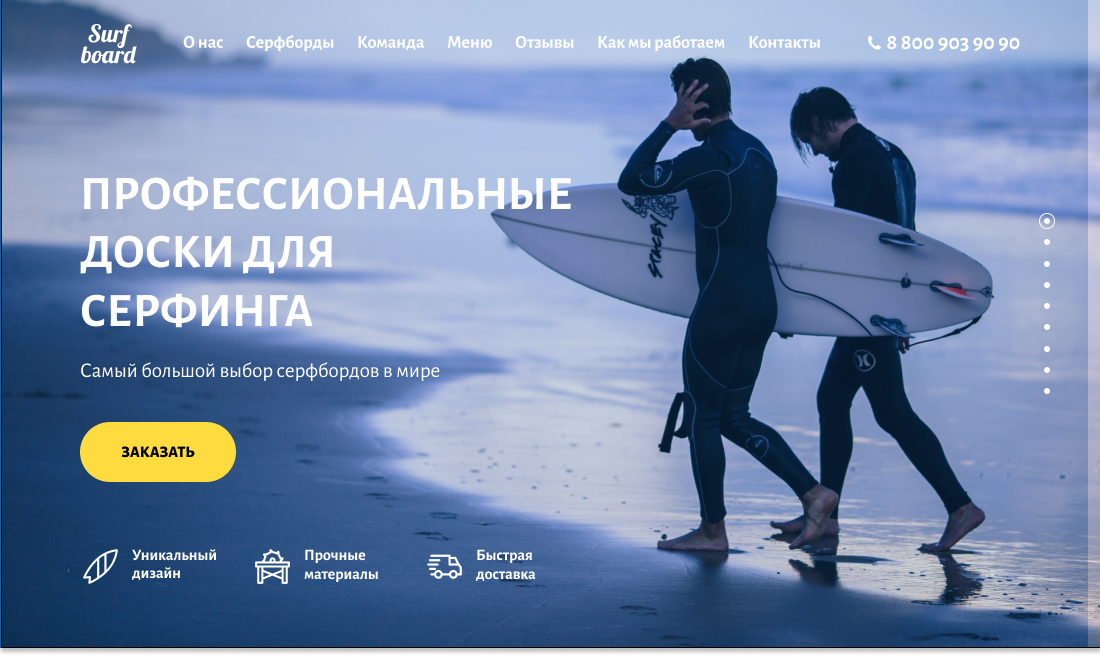 Surf
board
О нас
Серфборды
Команда
Меню
Отзывы
Как мы работаем
Контакты
8 800 903 90 90
ПРОФЕССИОНАЛЬНЫЕ
ДОСКИ ДЛЯ
СЕРФИНГА
STACEY
Самый большой выбор серфбордов в мире
ЗАКАЗАТЬ
Уникальный
дизайн
Прочные
материалы
Быстрая
доставка